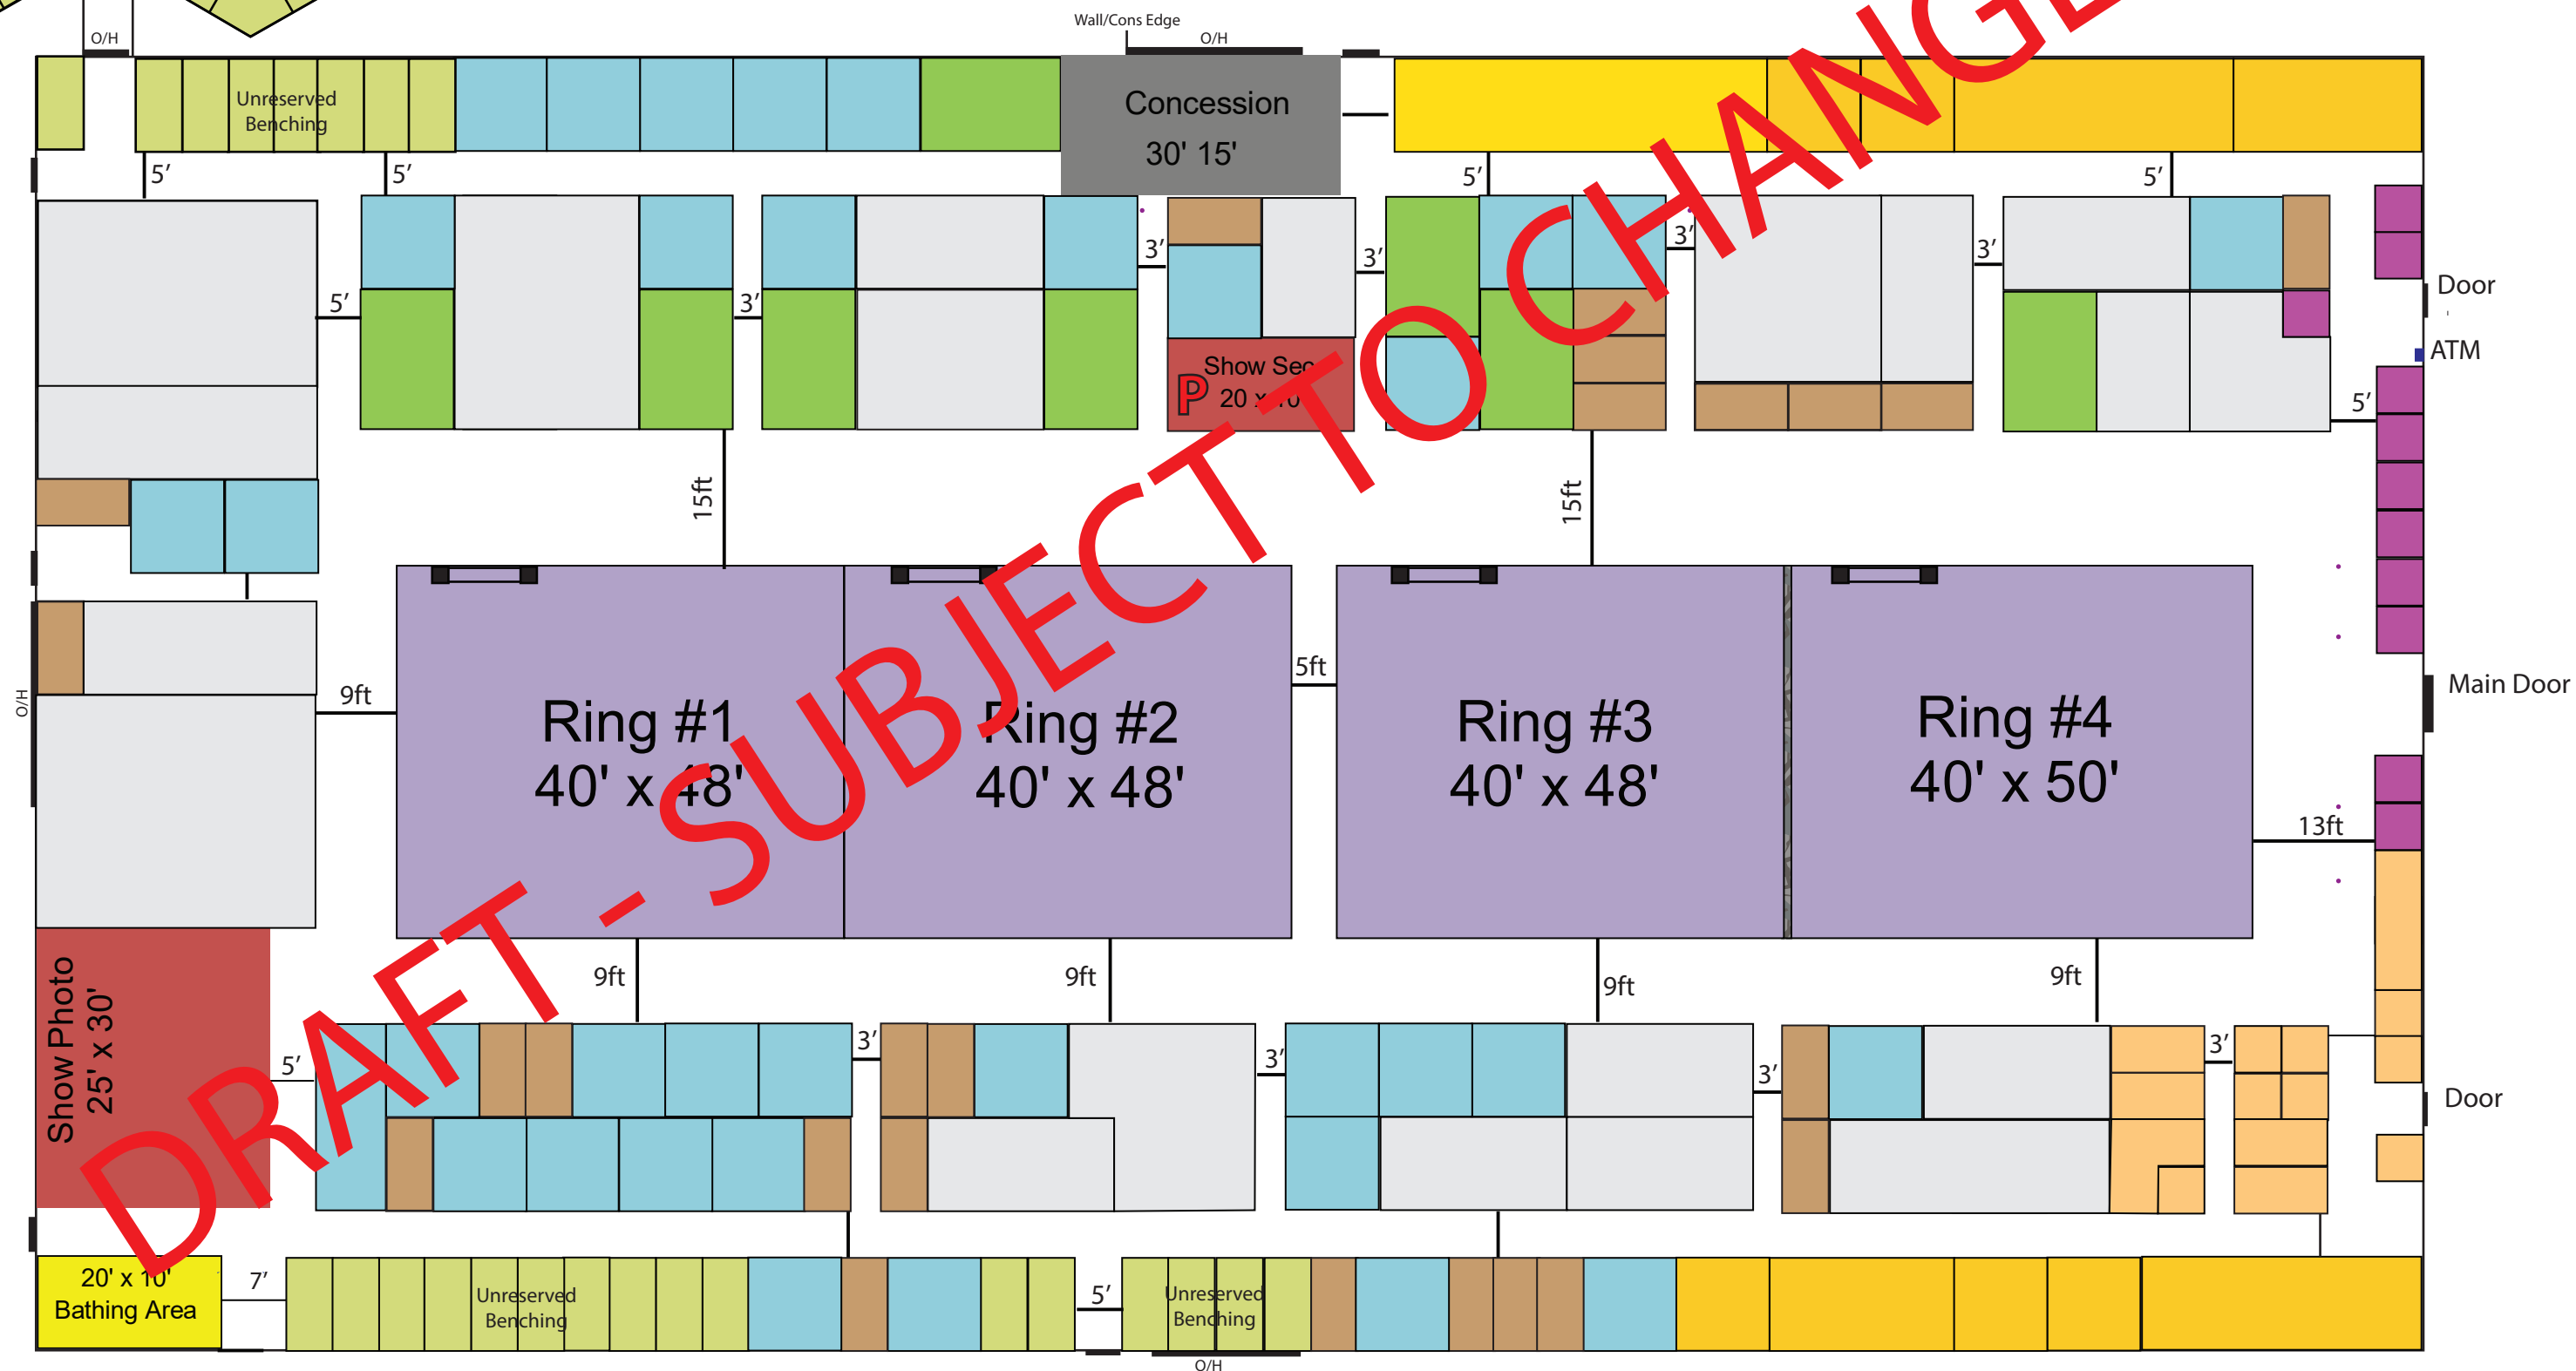 Wall/Cons Edge
O/H
O/H
Unreserved
Benching
Concession
30' 15'
5’
5’
5’
5’
3’
3’
3’
3’
5’
3’
Door
ATM
Show Sec
20 x 10
P
5’
15ft
15ft
O/H
9ft
5ft
Main Door
Ring #1
40' x 48'
Ring #2
40' x 48'
Ring #3
40' x 48'
Ring #4
40' x 50'
13ft
9ft
9ft
9ft
9ft
Show Photo
25' x 30'
5’
3’
3’
3’
3’
Door
20' x 10'
Bathing Area
7’
Unreserved
Benching
5’
Unreserved
Benching
O/H
DRAFT - SUBJECT TO CHANGE